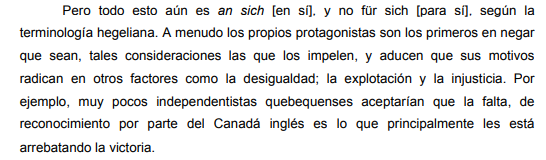 Pero todo esto aún es an sich [en sí], y no für sich [para sí], según la
terminología hegeliana. A menudo los propios protagonistas son los primeros en negar
que sean, tales consideraciones las que los impelen, y aducen que sus motivos
radican en otros factores como la desigualdad; la explotación y la injusticia. Por
ejemplo, muy pocos independentistas quebequenses aceptarían que la falta, de
reconocimiento por parte del Canadá inglés es lo que principalmente les está
arrebatando la victoria.